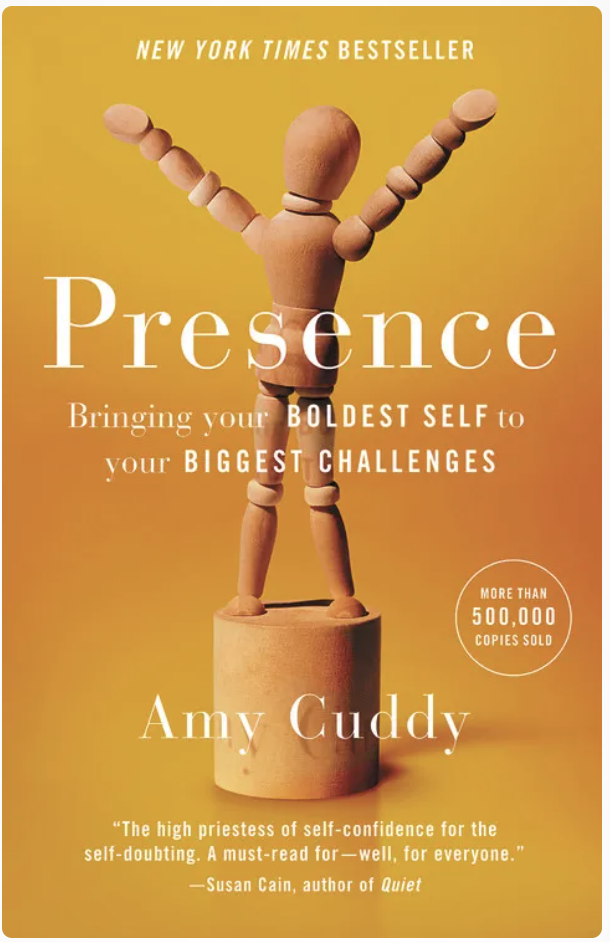 NEW YORK TIMES BESTSELLER
Presence
Bringing your BOLDEST SELF to
your BIGGEST CHALLENGES
MORE THAN
500,000
COPIES SOLD
Amy Cuddy
“The high priestess of self-confidence for the
self-doubting. A must-read for—well, for everyone.”
—Susan Cain, author of Quiet